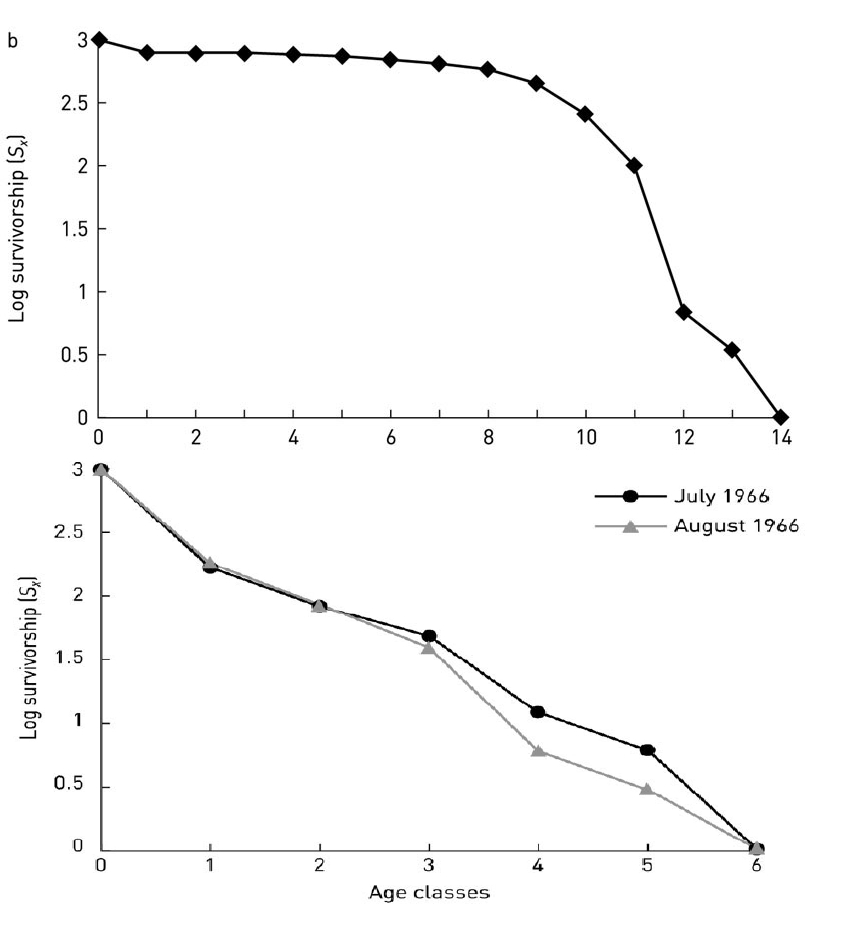 b
Log survivorship (Sx)
3
2.5
2
1.5
1
0.5
0
0 2 4 6 8 10 12 14
Log survivorship (Sx)
3
2.5
2
1.5
1
0.5
0
July 1966
August 1966
0 1 2 3 4 5 6
Age classes